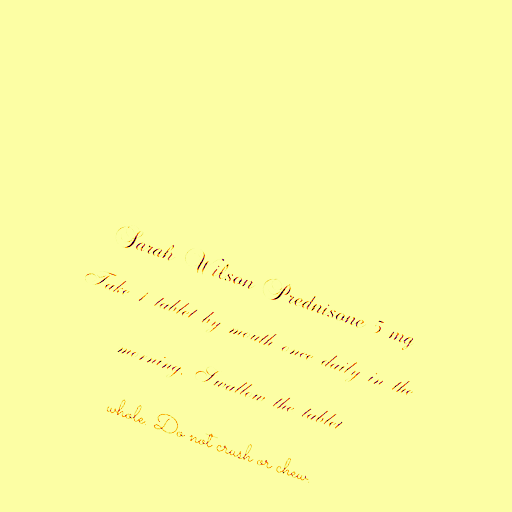 Sarah Wilson Prednisone 5 mg
Take 1 tablet by mouth once daily in the
morning. Swallow the tablet
whole. Do not crush or chew.